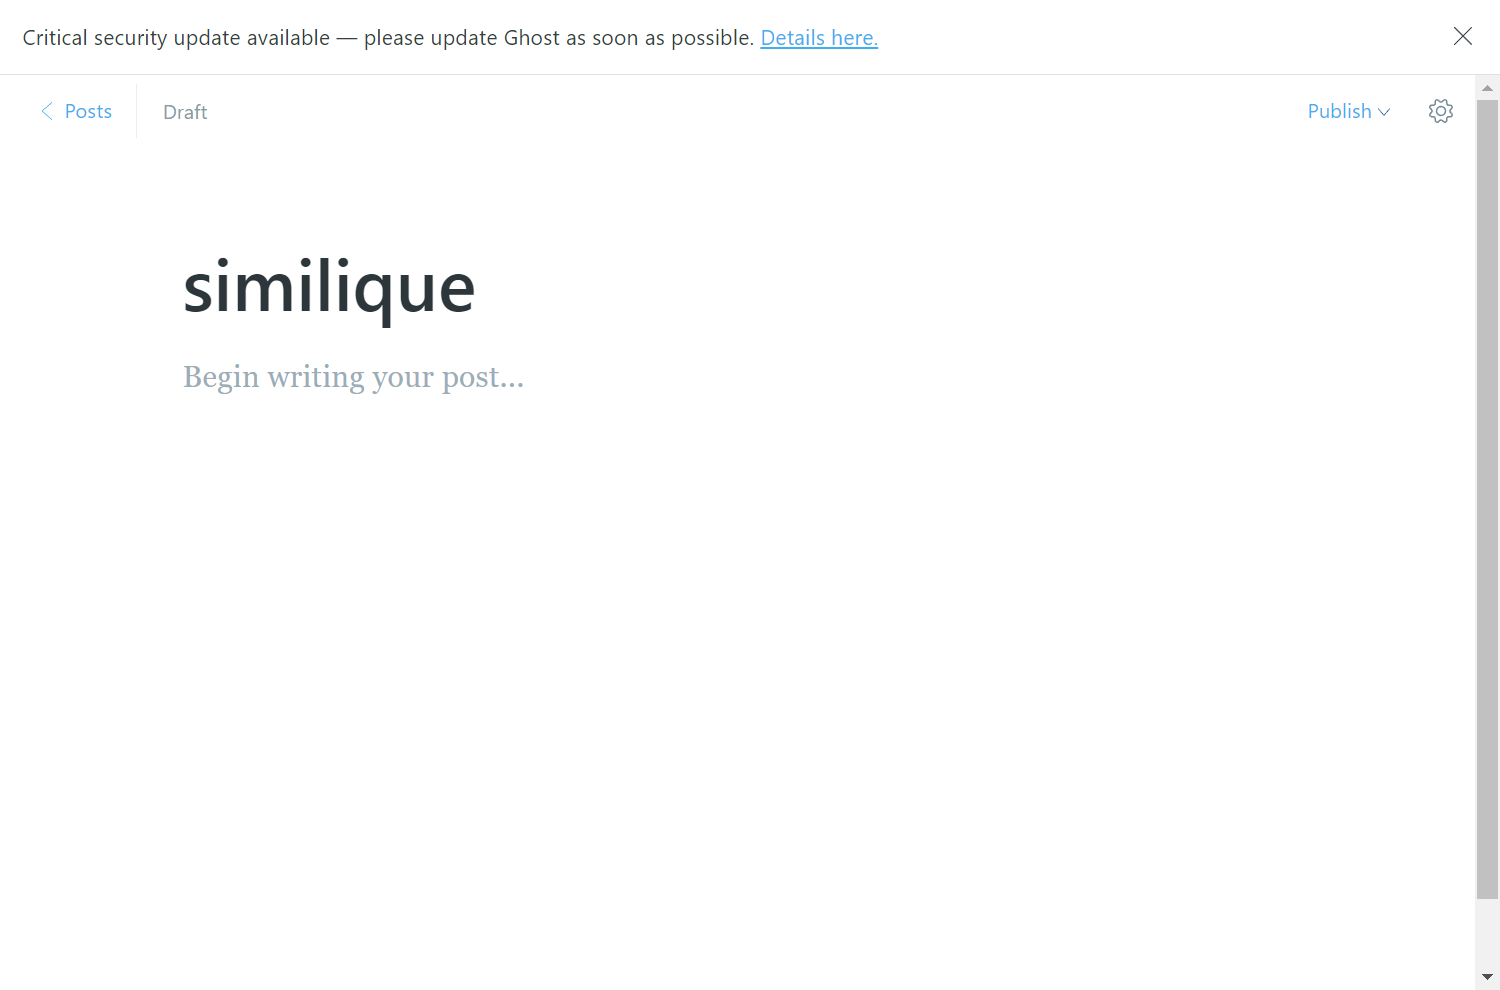 Critical security update available — please update Ghost as soon as possible. Details here.
Posts
Draft
Publish
similique
Begin writing your post...